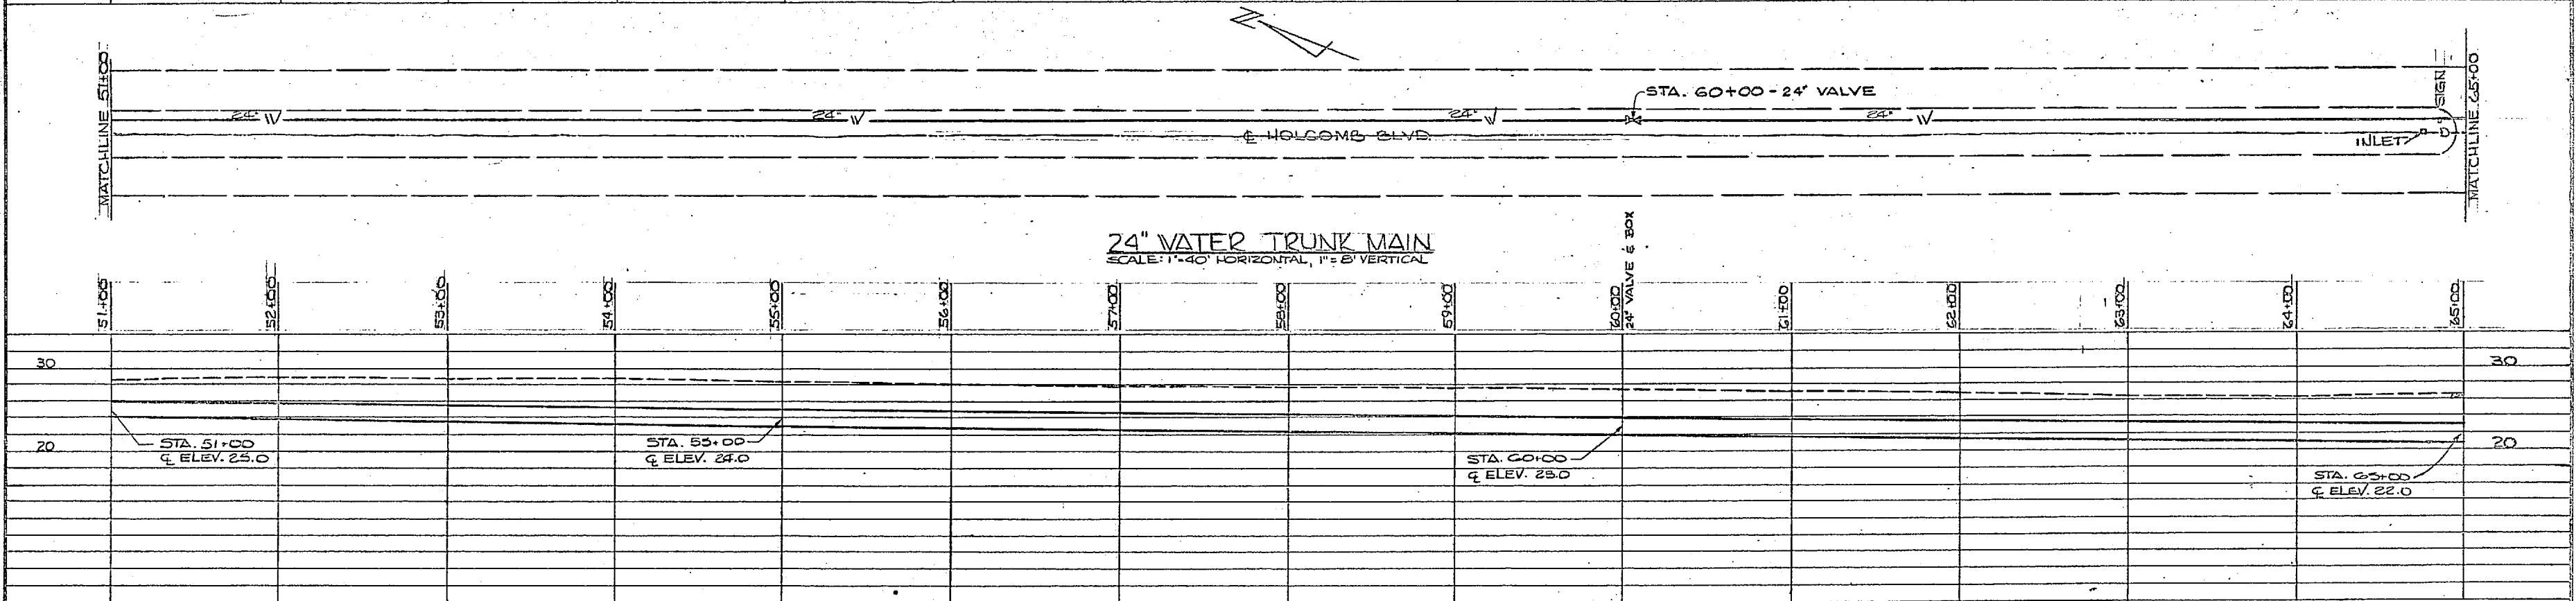 MATCHLINE 51+00
24" W
24" W
24" W
STA. 60+00 - 24" VALVE
24" W
℄ HOLCOMB BLVD.
SIGN
INLET
D
MATCHLINE 65+00
24" WATER TRUNK MAIN
SCALE: 1"=40' HORIZONTAL, 1"=8' VERTICAL
51+00
52+00
53+00
54+00
55+00
56+00
57+00
58+00
59+00
60+00
24" VALVE & BOX
61+00
62+00
63+00
64+00
65+00
30
30
20
20
STA. 51+00
℄ ELEV. 25.0
STA. 55+00
℄ ELEV. 24.0
STA. 60+00
℄ ELEV. 23.0
STA. 65+00
℄ ELEV. 22.0